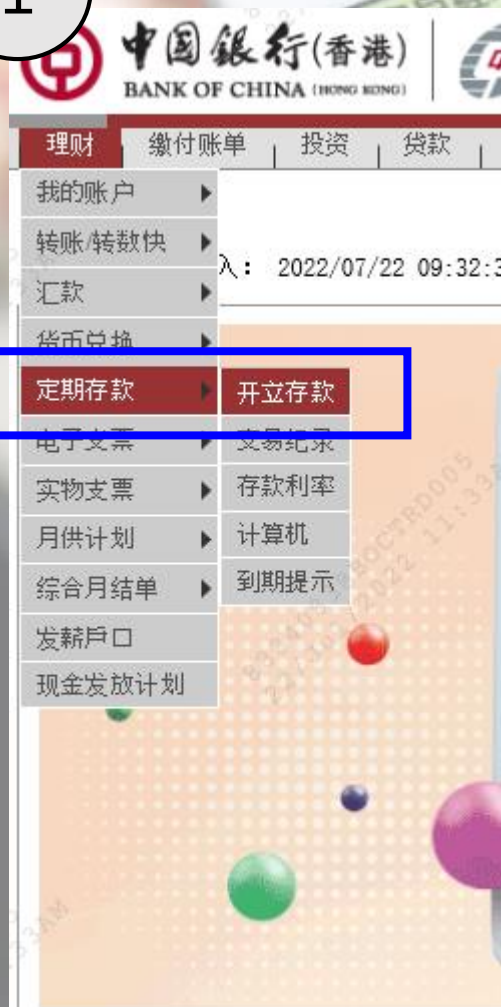 1
中国銀行(香港)
BANK OF CHINA (HONG KONG)
理财 缴付账单 投资 贷款
我的账户
转账/转数快
入: 2022/07/22 09:32:3
汇款
货币兑换
定期存款 开立存款
电子支票 交易纪录
实物支票 存款利率
月供计划 计算机
综合月结单 到期提示
发薪戶口
现金发放计划